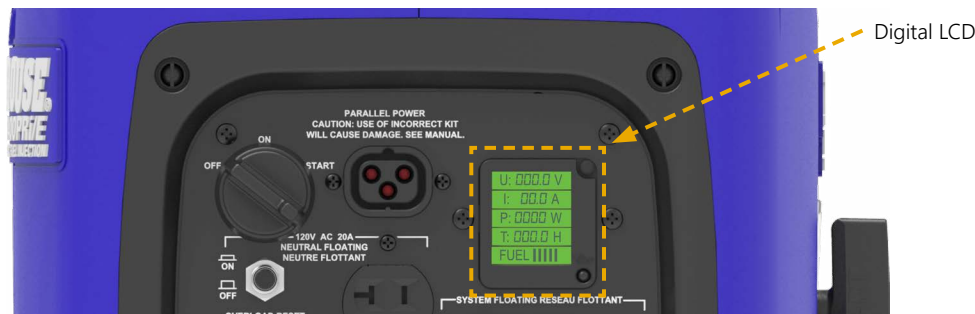 Digital LCD
PARALLEL POWER
CAUTION: USE OF INCORRECT KIT
WILL CAUSE DAMAGE. SEE MANUAL.
ON
OFF
START
U: 000.0 V
I: 00.0 A
P: 0000 W
T: 000.0 H
FUEL
120V AC 20A
NEUTRAL FLOATING
NEUTRE FLOTTANT
ON
OFF
SYSTEM FLOATING RESEAU FLOTTANT
OVERLOAD RESET